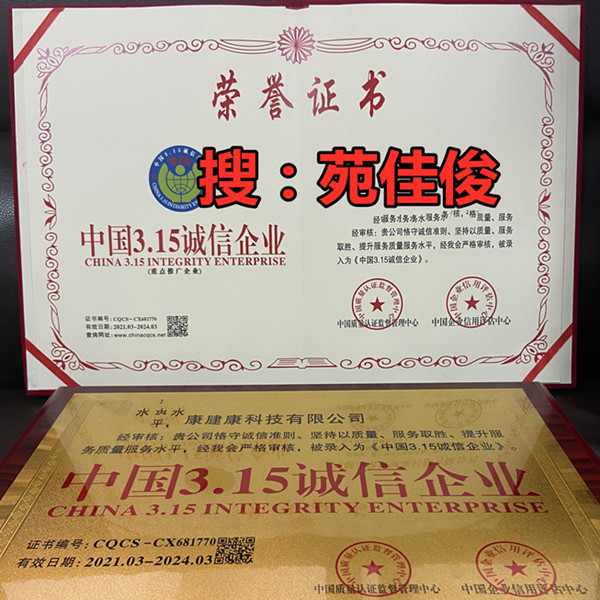 荣誉证书
搜：苑佳俊
中国3.15诚信企业
CHINA 3.15 INTEGRITY ENTERPRISE
(重点推广企业)
证书编号：CQCS-CX681770
有效日期：2021.03-2024.03
查询网址：www.chinacqcs.net
经审核：贵公司恪守诚信准则、坚持以质量、服务
取胜、提升服务质量服务水平，经我会严格审核，被录
入为《中国3.15诚信企业》。
中国质量认证监督管理中心
中国企业信用评估中心
康建康科技有限公司
经审核：贵公司恪守诚信准则、坚持以质量、服务取胜、提升服
务质量服务水平，经我会严格审核，被录入为《中国3.15诚信企业》。
中国3.15诚信企业
CHINA 3.15 INTEGRITY ENTERPRISE
证书编号：CQCS-CX681770
有效日期：2021.03-2024.03
中国质量认证监督管理中心
中国企业信用评估中心